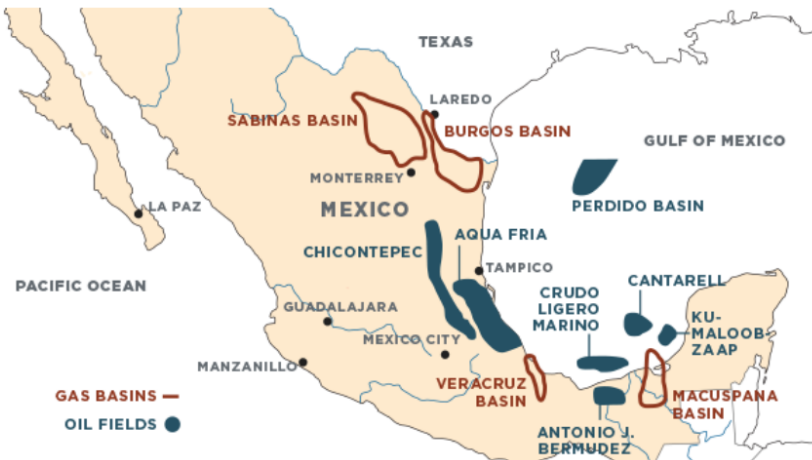 TEXAS
LAREDO
SABINAS BASIN
BURGOS BASIN
GULF OF MEXICO
MONTERREY
LA PAZ
MEXICO
PERDIDO BASIN
AQUA FRIA
CHICONTEPEC
TAMPICO
PACIFIC OCEAN
CANTARELL
CRUDO
LIGERO
MARINO
GUADALAJARA
KU-
MALOOB-
ZAAP
MEXICO CITY
MANZANILLO
VERACRUZ
BASIN
GAS BASINS
MACUSPANA
BASIN
OIL FIELDS
ANTONIO J.
BERMUDEZ